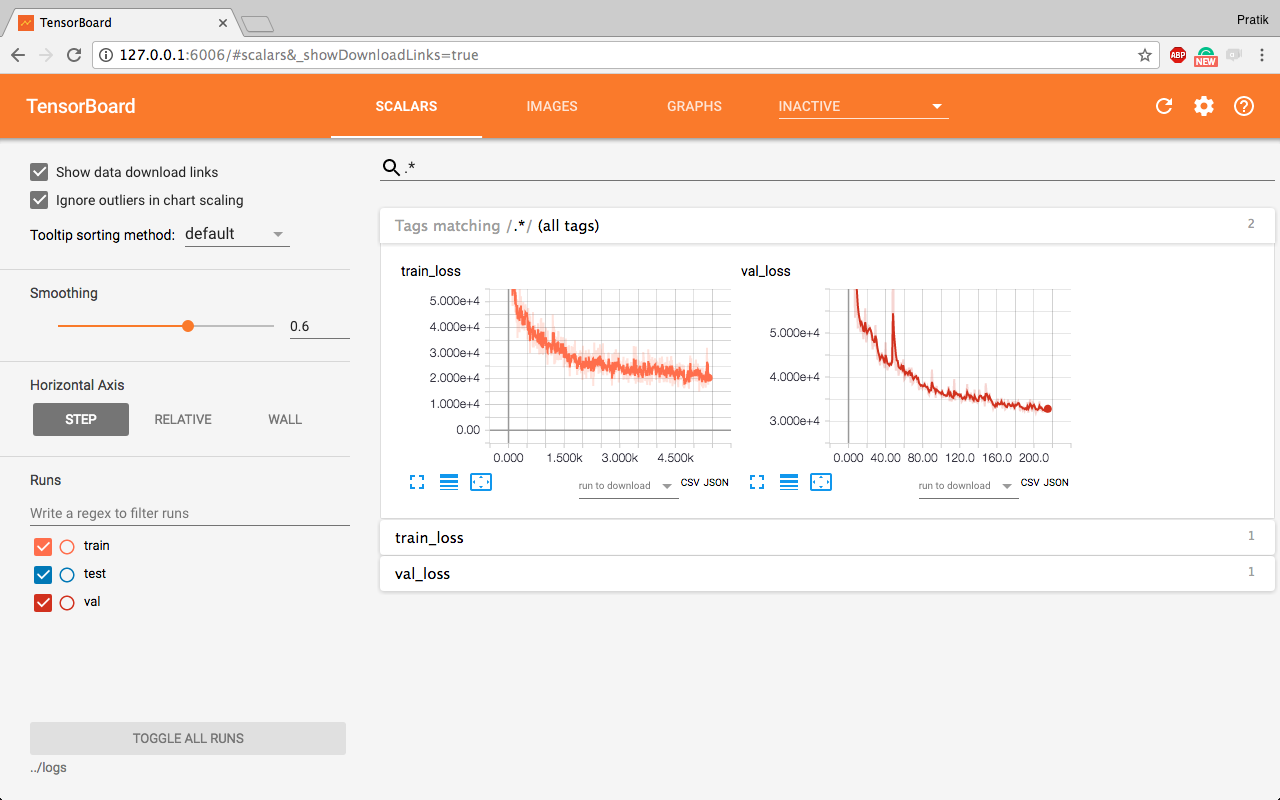 TensorBoard
Pratik
127.0.0.1:6006/#scalars&_showDownloadLinks=true
ABP
NEW
TensorBoard SCALARS IMAGES GRAPHS INACTIVE
Show data download links
Ignore outliers in chart scaling
Tooltip sorting method: default
Smoothing
0.6
Horizontal Axis
STEP RELATIVE WALL
Runs
Write a regex to filter runs
train
test
val
TOGGLE ALL RUNS
../logs
.*
Tags matching /.*/ (all tags) 2
train_loss
5.000e+4
4.000e+4
3.000e+4
2.000e+4
1.000e+4
0.00
0.000 1.500k 3.000k 4.500k
run to download CSV JSON
val_loss
5.000e+4
4.000e+4
3.000e+4
0.000 40.00 80.00 120.0 160.0 200.0
run to download CSV JSON
train_loss 1
val_loss 1